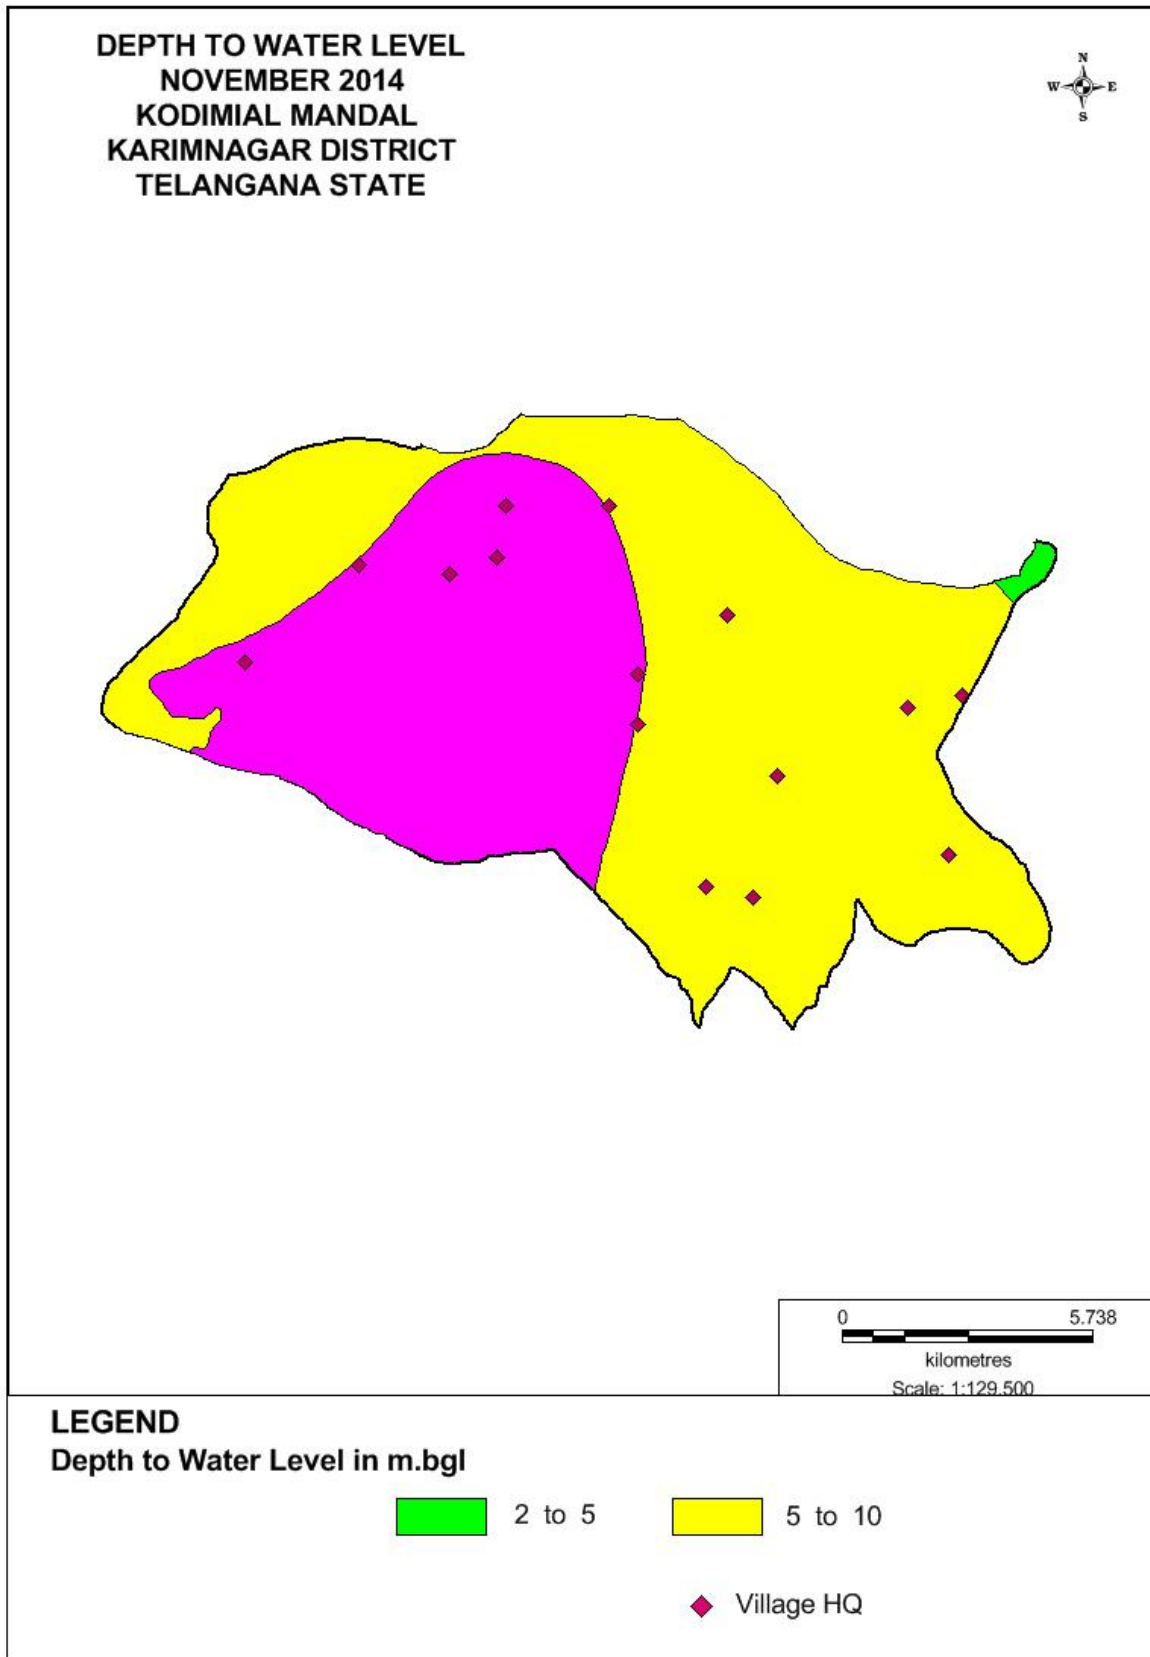 DEPTH TO WATER LEVEL
NOVEMBER 2014
KODIMIAL MANDAL
KARIMNAGAR DISTRICT
TELANGANA STATE
N
W E
S
0 5.738
kilometres
Scale: 1:129,500
LEGEND
Depth to Water Level in m.bgl
2 to 5 5 to 10
Village HQ